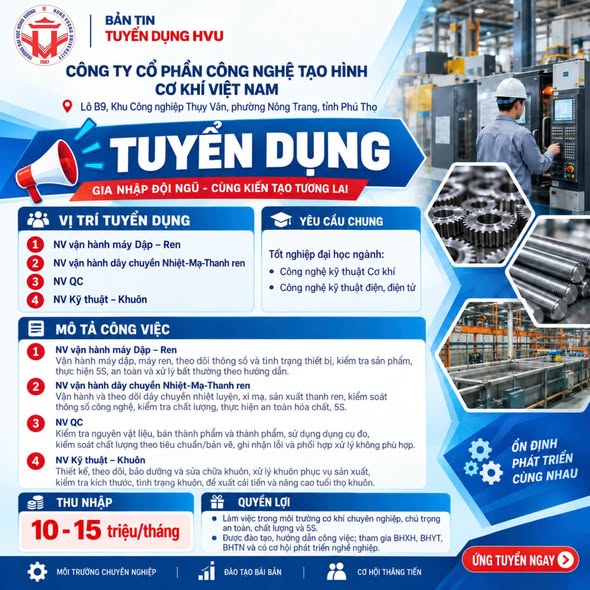 BẢN TIN
TUYỂN DỤNG HVU
CÔNG TY CỔ PHẦN CÔNG NGHỆ TẠO HÌNH
CƠ KHÍ VIỆT NAM
Lô B9, Khu Công nghiệp Thụy Vân, phường Nông Trang, tỉnh Phú Thọ
TUYỂN DỤNG
GIA NHẬP ĐỘI NGŨ - CÙNG KIẾN TẠO TƯƠNG LAI
VỊ TRÍ TUYỂN DỤNG
1 NV vận hành máy Dập – Ren
2 NV vận hành dây chuyền Nhiệt-Mạ-Thanh ren
3 NV QC
4 NV Kỹ thuật – Khuôn
YÊU CẦU CHUNG
Tốt nghiệp đại học ngành:
• Công nghệ kỹ thuật Cơ khí
• Công nghệ kỹ thuật điện, điện tử
MÔ TẢ CÔNG VIỆC
1 NV vận hành máy Dập – Ren
Vận hành máy dập, máy ren, theo dõi thông số và tình trạng thiết bị, kiểm tra sản phẩm,
thực hiện 5S, an toàn và xử lý bất thường theo hướng dẫn.
2 NV vận hành dây chuyền Nhiệt-Mạ-Thanh ren
Vận hành và theo dõi dây chuyền nhiệt luyện, xi mạ, sản xuất thanh ren, kiểm soát
thông số công nghệ, kiểm tra chất lượng, thực hiện an toàn hóa chất, 5S.
3 NV QC
Kiểm tra nguyên vật liệu, bán thành phẩm và thành phẩm, sử dụng dụng cụ đo,
kiểm soát chất lượng theo tiêu chuẩn/bản vẽ, ghi nhận lỗi và phối hợp xử lý không phù hợp.
4 NV Kỹ thuật – Khuôn
Thiết kế, theo dõi, bảo dưỡng và sửa chữa khuôn, xử lý khuôn phục vụ sản xuất,
kiểm tra kích thước, tình trạng khuôn, đề xuất cải tiến và nâng cao tuổi thọ khuôn.
ỔN ĐỊNH
PHÁT TRIỂN
CÙNG NHAU
THU NHẬP
10 - 15 triệu/tháng
QUYỀN LỢI
• Làm việc trong môi trường cơ khí chuyên nghiệp, chú trọng
an toàn, chất lượng và 5S.
• Được đào tạo, hướng dẫn công việc; tham gia BHXH, BHYT,
BHTN và có cơ hội phát triển nghề nghiệp.
ỨNG TUYỂN NGAY
MÔI TRƯỜNG CHUYÊN NGHIỆP
ĐÀO TẠO BÀI BẢN
CƠ HỘI THĂNG TIẾN